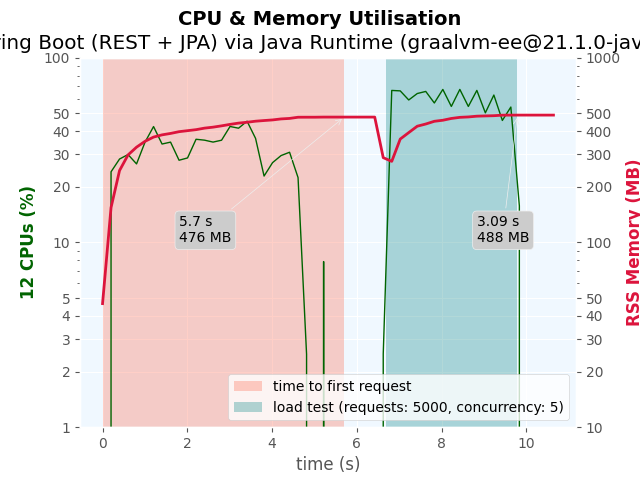 CPU & Memory Utilisation
ring Boot (REST + JPA) via Java Runtime (graalvm-ee@21.1.0-jav
100
50
40
30
20
10
5
4
3
2
1
12 CPUs (%)
1000
500
400
300
200
100
50
40
30
20
10
RSS Memory (MB)
5.7 s
476 MB
3.09 s
488 MB
time to first request
load test (requests: 5000, concurrency: 5)
0
2
4
6
8
10
time (s)